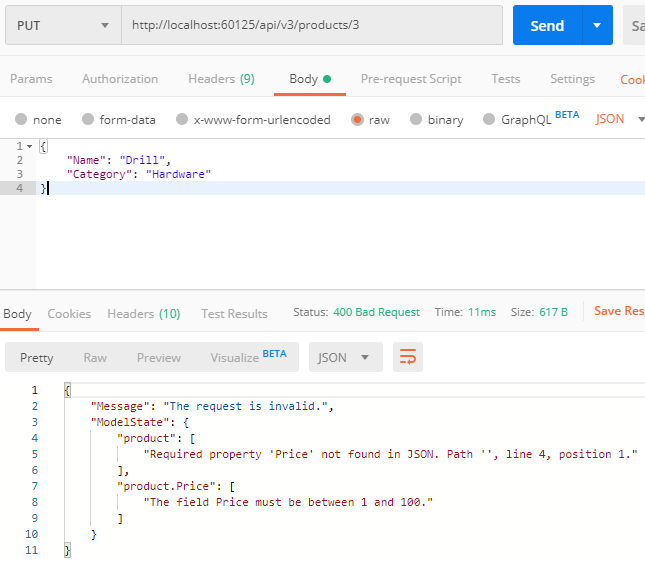 PUT http://localhost:60125/api/v3/products/3 Send Sa
Params Authorization Headers (9) Body Pre-request Script Tests Settings Cool
none form-data x-www-form-urlencoded raw binary GraphQL BETA JSON
1 {
2 "Name": "Drill",
3 "Category": "Hardware"
4 }
Body Cookies Headers (10) Test Results Status: 400 Bad Request Time: 11ms Size: 617 B Save Res
Pretty Raw Preview Visualize BETA JSON
1 {
2 "Message": "The request is invalid.",
3 "ModelState": {
4 "product": [
5 "Required property 'Price' not found in JSON. Path '', line 4, position 1."
6 ],
7 "product.Price": [
8 "The field Price must be between 1 and 100."
9 ]
10 }
11 }